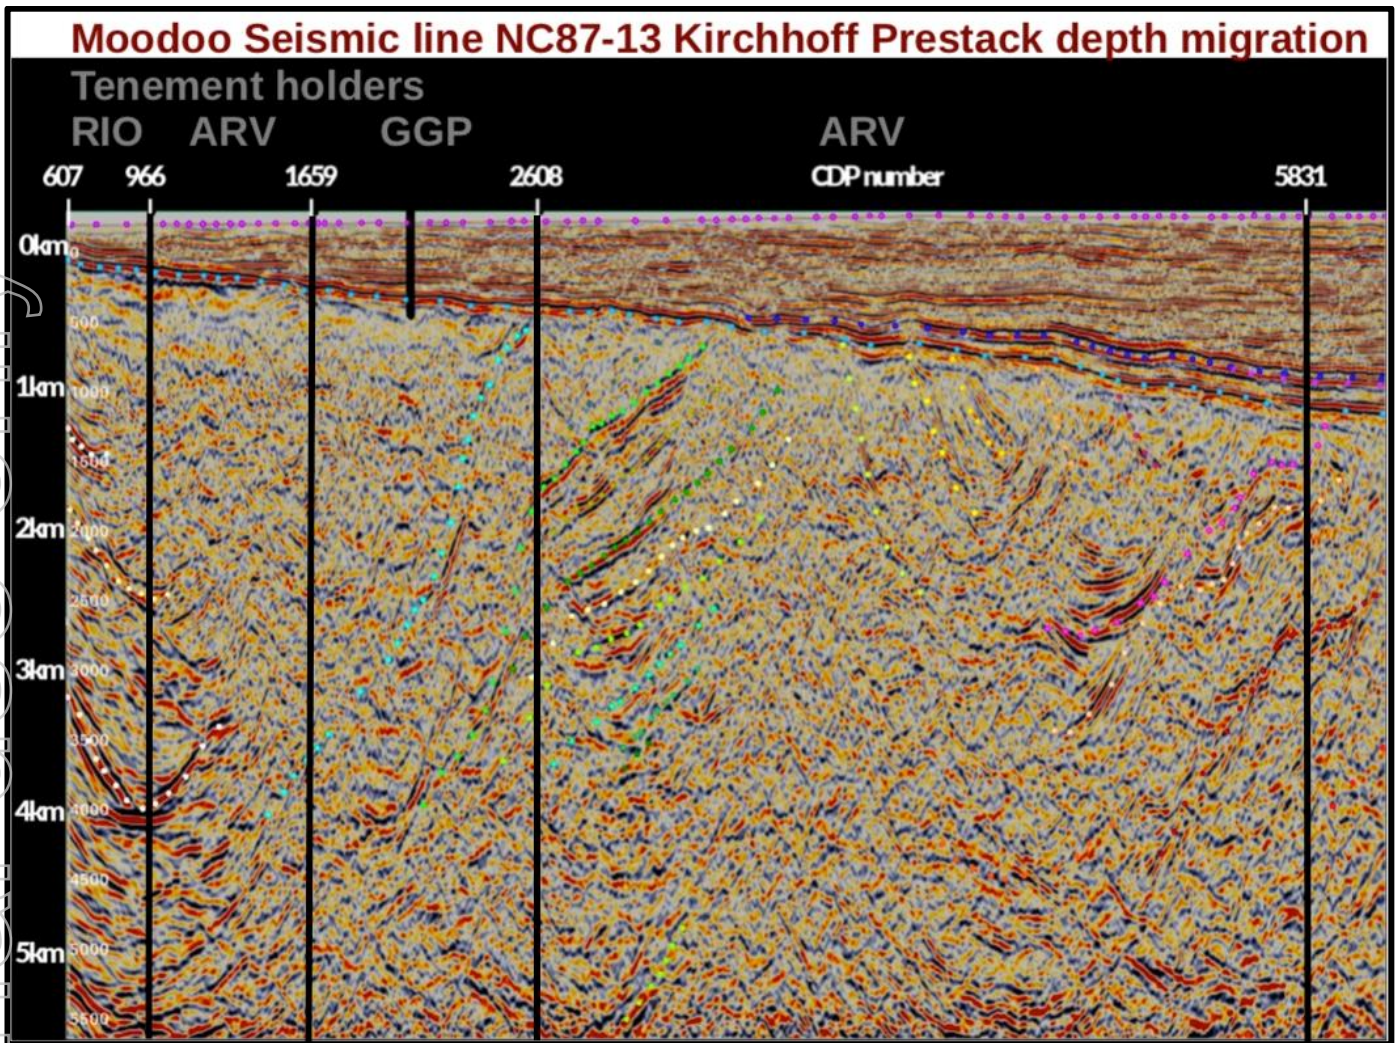 Moodoo Seismic line NC87-13 Kirchhoff Prestack depth migration
Tenement holders
RIO ARV GGP ARV
607 966 1659 2608 CDP number 5831
0km 0
500
1km 1000
1500
2km 2000
2500
3km 3000
3500
4km 4000
4500
5km 5000
5500